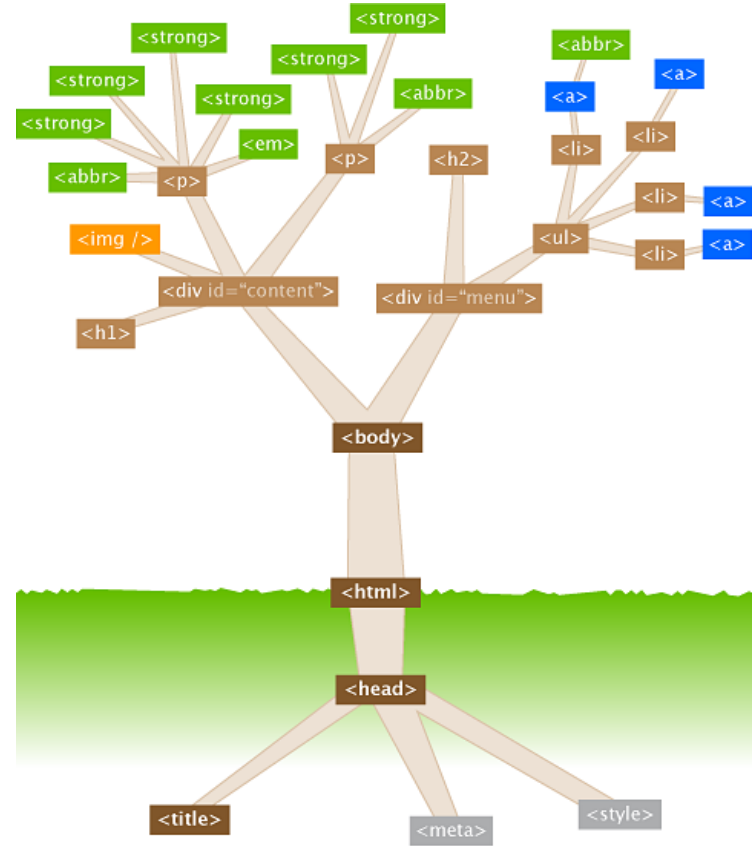 <strong>
<strong>
<abbr>
<strong>
<a>
<strong>
<strong>
<abbr>
<a>
<strong>
<strong>
<em>
<li>
<li>
<abbr>
<p>
<p>
<h2>
<li>
<a>
<img />
<ul>
<li>
<a>
<div id="content">
<div id="menu">
<h1>
<body>
<html>
<head>
<title>
<meta>
<style>